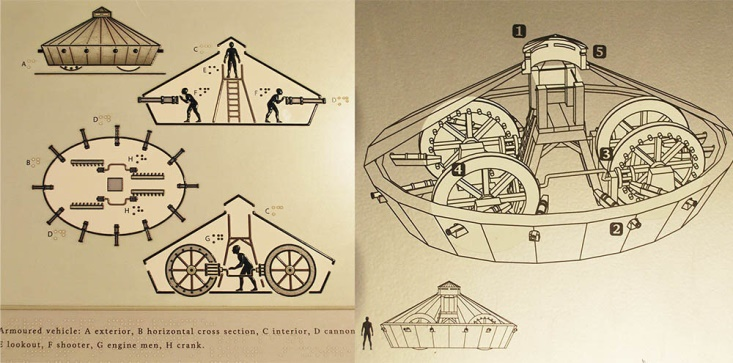 A
C
E
F
F
D
D
B
H
H
D
C
G
Armoured vehicle: A exterior, B horizontal cross section, C interior, D cannon
E lookout, F shooter, G engine men, H crank.
1
5
3
4
2